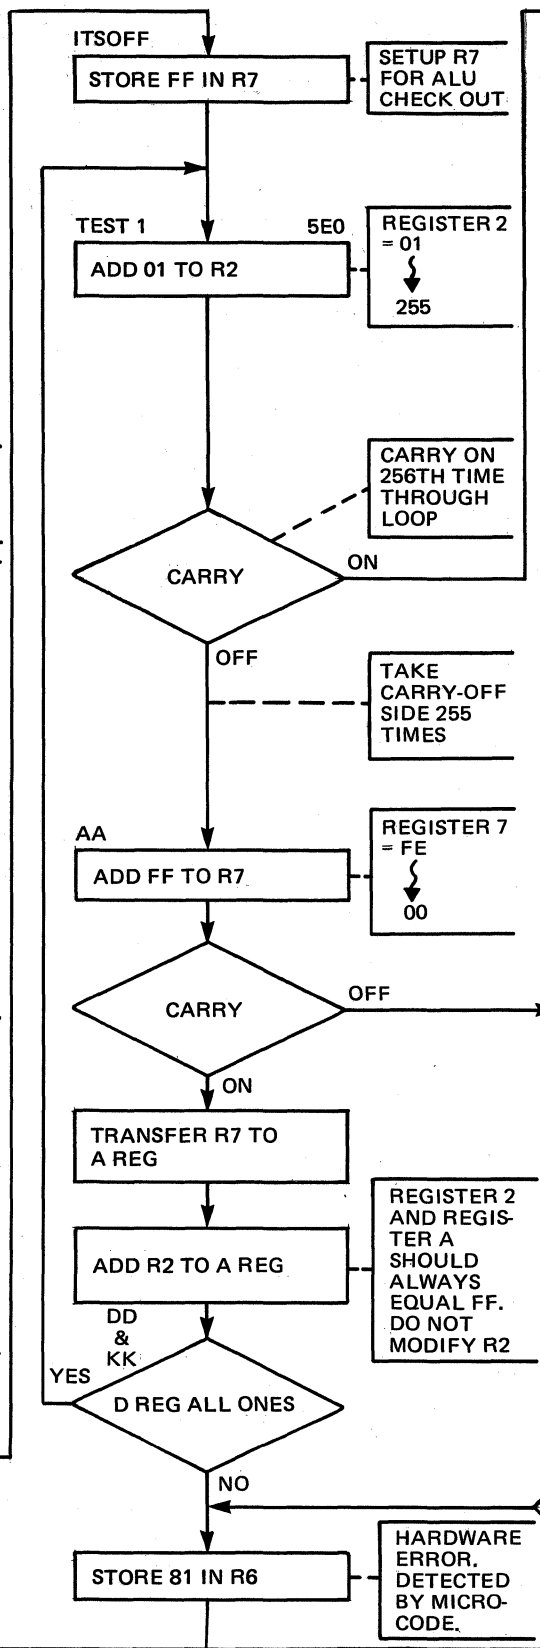 ITSOFF
STORE FF IN R7
SETUP R7
FOR ALU
CHECK OUT
TEST 1
5E0
ADD 01 TO R2
REGISTER 2
= 01
255
CARRY ON
256TH TIME
THROUGH
LOOP
CARRY
ON
OFF
TAKE
CARRY-OFF
SIDE 255
TIMES
AA
ADD FF TO R7
REGISTER 7
= FE
00
CARRY
OFF
ON
TRANSFER R7 TO
A REG
ADD R2 TO A REG
REGISTER 2
AND REGIS-
TER A
SHOULD
ALWAYS
EQUAL FF.
DO NOT
MODIFY R2
DD
&
KK
YES
D REG ALL ONES
NO
STORE 81 IN R6
HARDWARE
ERROR.
DETECTED
BY MICRO-
CODE.